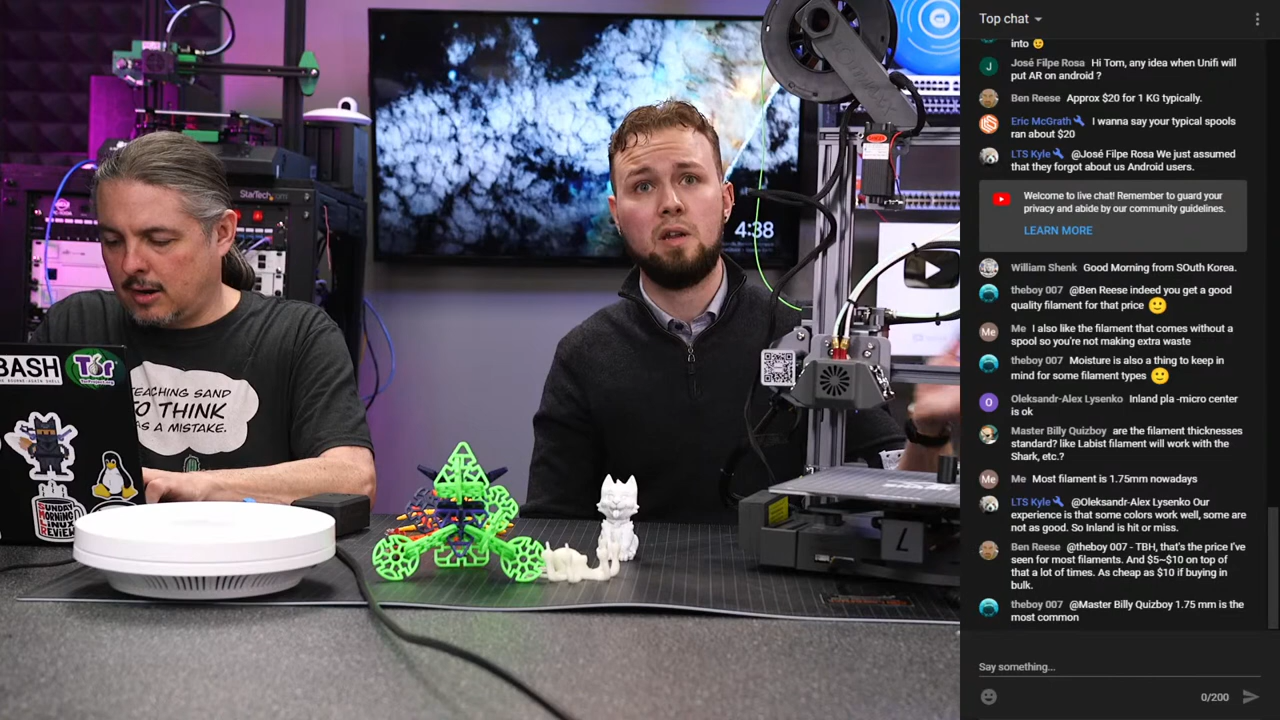 StarTech.com
4:38
BASH
THE BOURNE-AGAIN SHELL
Tor
TorProject.org
TEACHING SAND
TO THINK
WAS A MISTAKE.
SUNDAY
MORNING
LINUX
REVIEW
L
Top chat
into
José Filpe Rosa Hi Tom, any idea when Unifi will
put AR on android ?
Ben Reese Approx $20 for 1 KG typically.
Eric McGrath I wanna say your typical spools
ran about $20
LTS Kyle @José Filpe Rosa We just assumed
that they forgot about us Android users.
Welcome to live chat! Remember to guard your
privacy and abide by our community guidelines.
LEARN MORE
William Shenk Good Morning from SOuth Korea.
theboy 007 @Ben Reese indeed you get a good
quality filament for that price
Me Me I also like the filament that comes without a
spool so you're not making extra waste
theboy 007 Moisture is also a thing to keep in
mind for some filament types
O Oleksandr-Alex Lysenko Inland pla -micro center
is ok
Master Billy Quizboy are the filament thicknesses
standard? like Labist filament will work with the
Shark, etc.?
Me Me Most filament is 1.75mm nowadays
LTS Kyle @Oleksandr-Alex Lysenko Our
experience is that some colors work well, some are
not as good. So Inland is hit or miss.
Ben Reese @theboy 007 - TBH, that's the price I've
seen for most filaments. And $5~$10 on top of
that a lot of times. As cheap as $10 if buying in
bulk.
theboy 007 @Master Billy Quizboy 1.75 mm is the
most common
Say something...
0/200